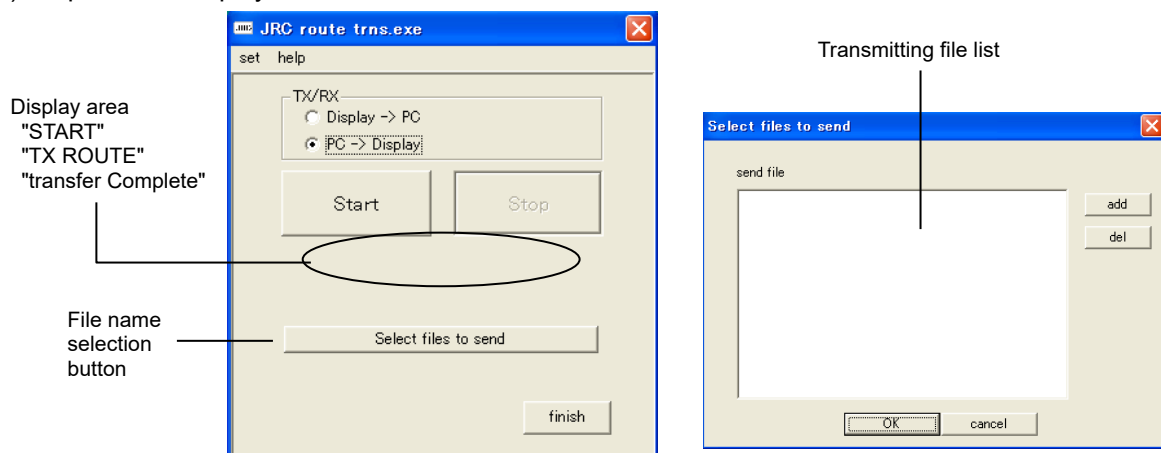 JRC route trns.exe
set help
TX/RX
Display -> PC
PC -> Display
Start
Stop
Select files to send
finish
Display area
"START"
"TX ROUTE"
"transfer Complete"
File name
selection
button
Transmitting file list
Select files to send
send file
add
del
OK
cancel